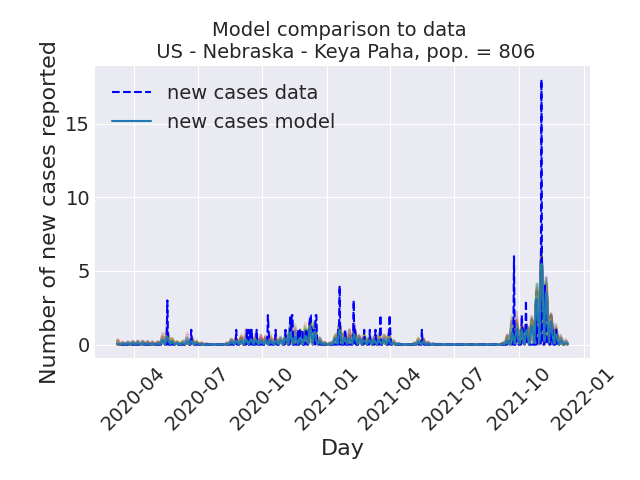 Model comparison to data
US - Nebraska - Keya Paha, pop. = 806
new cases data
new cases model
Number of new cases reported
15
10
5
0
2020-04
2020-07
2020-10
2021-01
2021-04
2021-07
2021-10
2022-01
Day